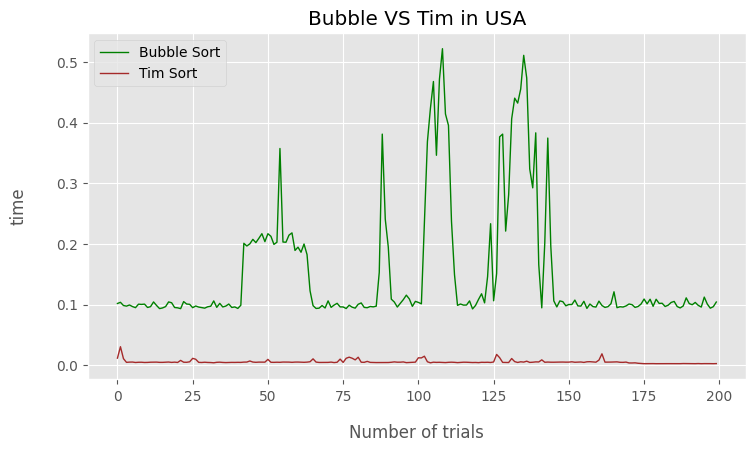 Bubble VS Tim in USA
Bubble Sort
Tim Sort
0.5
0.4
0.3
0.2
0.1
0.0
time
0 25 50 75 100 125 150 175 200
Number of trials